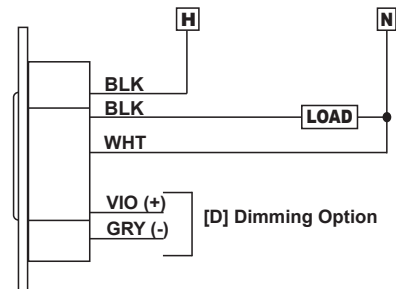 H N
BLK
BLK LOAD
WHT
VIO (+)
[D] Dimming Option
GRY (-)